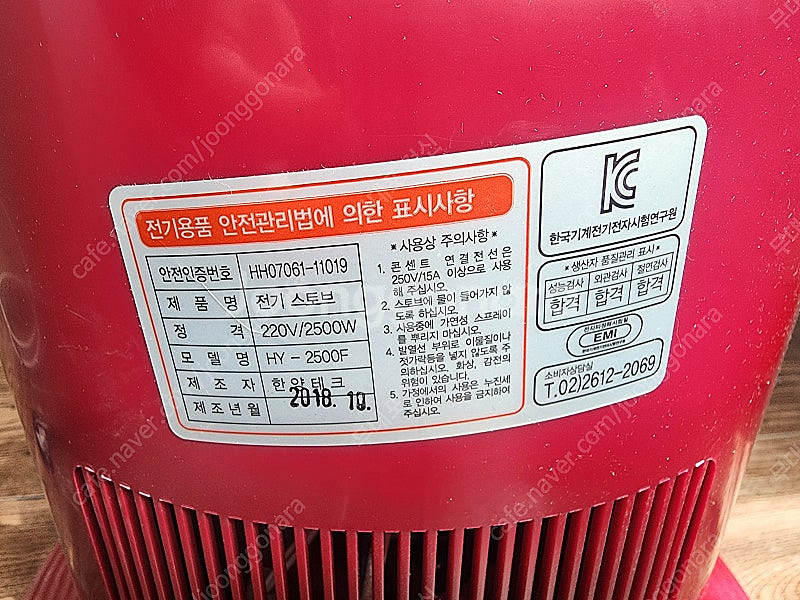 전기용품 안전관리법에 의한 표시사항
안전인증번호 HH07061-11019
제품명 전기 스토브
정격 220V/2500W
모델명 HY - 2500F
제조자 한양테크
제조년월 2018. 10.
*사용상 주의사항*
1. 콘센트 연결전선은
250V/15A 이상으로 사용
해 주십시오.
2. 스토브에 물이 들어가지 않
도록 하십시오.
3. 사용중에 가연성 스프레이
를 뿌리지 마십시오.
4. 발열선 부위로 이물질이나
젓가락등을 넣지 않도록 주
의하십시오. 화상, 감전의
위험이 있습니다.
5. 가정에서의 사용은 누진세
로 인하여 사용을 금지하여
주십시오.
KC
한국기계전기전자시험연구원
*생산자 품질관리 표시*
성능검사 외관검사 절연검사
합격 합격 합격
EMI
소비자상담실
T.02)2612-2069
cafe.naver.com/joonggonara